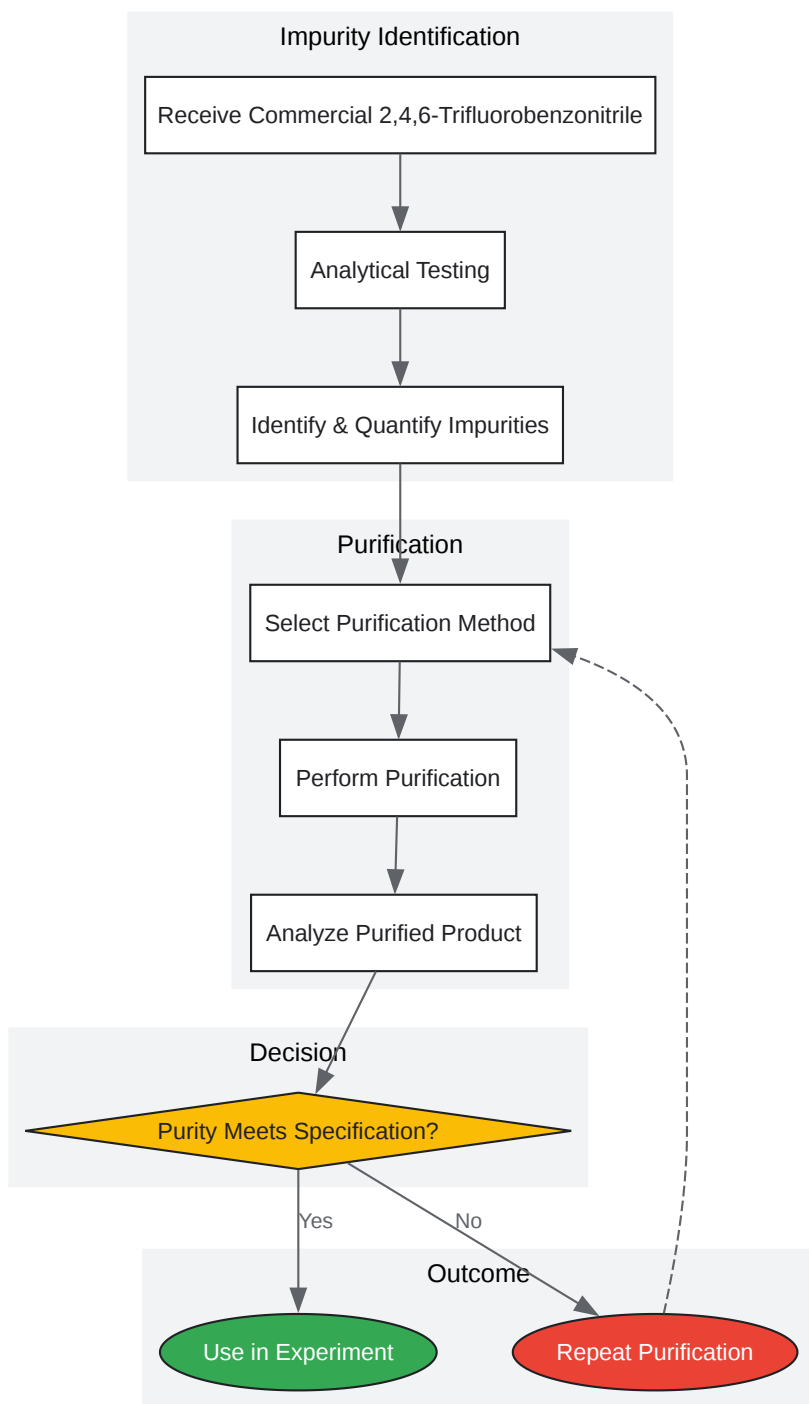 Impurity Identification
Receive Commercial 2,4,6-Trifluorobenzonitrile
Analytical Testing
Identify & Quantify Impurities
Purification
Select Purification Method
Perform Purification
Analyze Purified Product
Decision
Purity Meets Specification?
Yes
No
Outcome
Use in Experiment
Repeat Purification